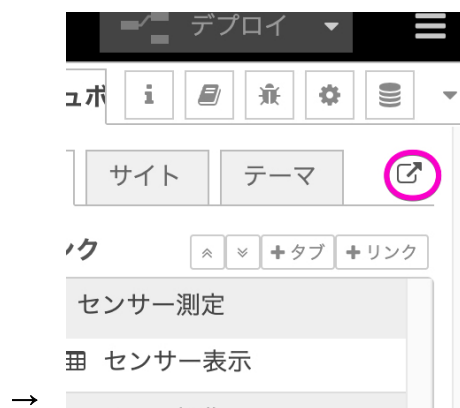 デプロイ
ュボ
サイト テーマ
ンク タブ リンク
センサー測定
センサー表示
→